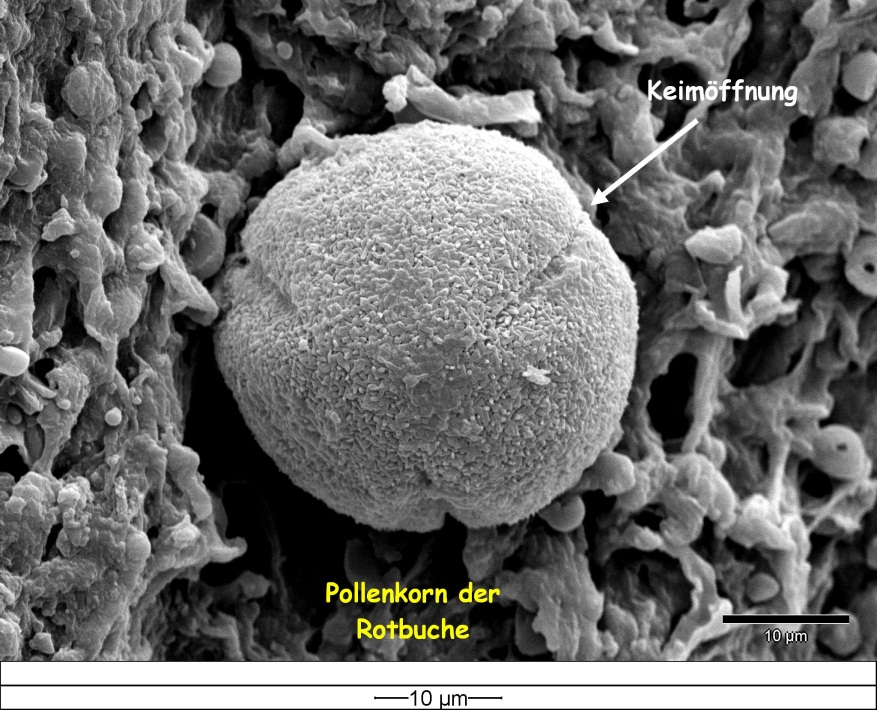 Keimöffnung
Pollenkorn der
Rotbuche
10 µm
10 µm